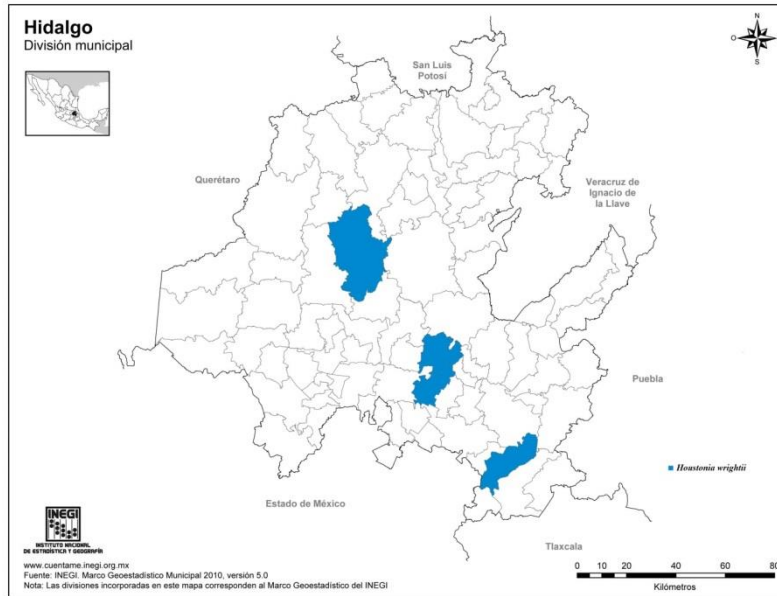 Hidalgo
División municipal
N
O
E
S
San Luis
Potosí
Querétaro
Veracruz de
Ignacio de
la Llave
Puebla
Houstonia wrightii
Estado de México
Tlaxcala
INEGI
INSTITUTO NACIONAL
DE ESTADÍSTICA Y GEOGRAFÍA
www.cuentame.inegi.org.mx
Fuente: INEGI. Marco Geoestadístico Municipal 2010, versión 5.0
Nota: Las divisiones incorporadas en este mapa corresponden al Marco Geoestadístico del INEGI
0 10 20 40 60 80
Kilómetros